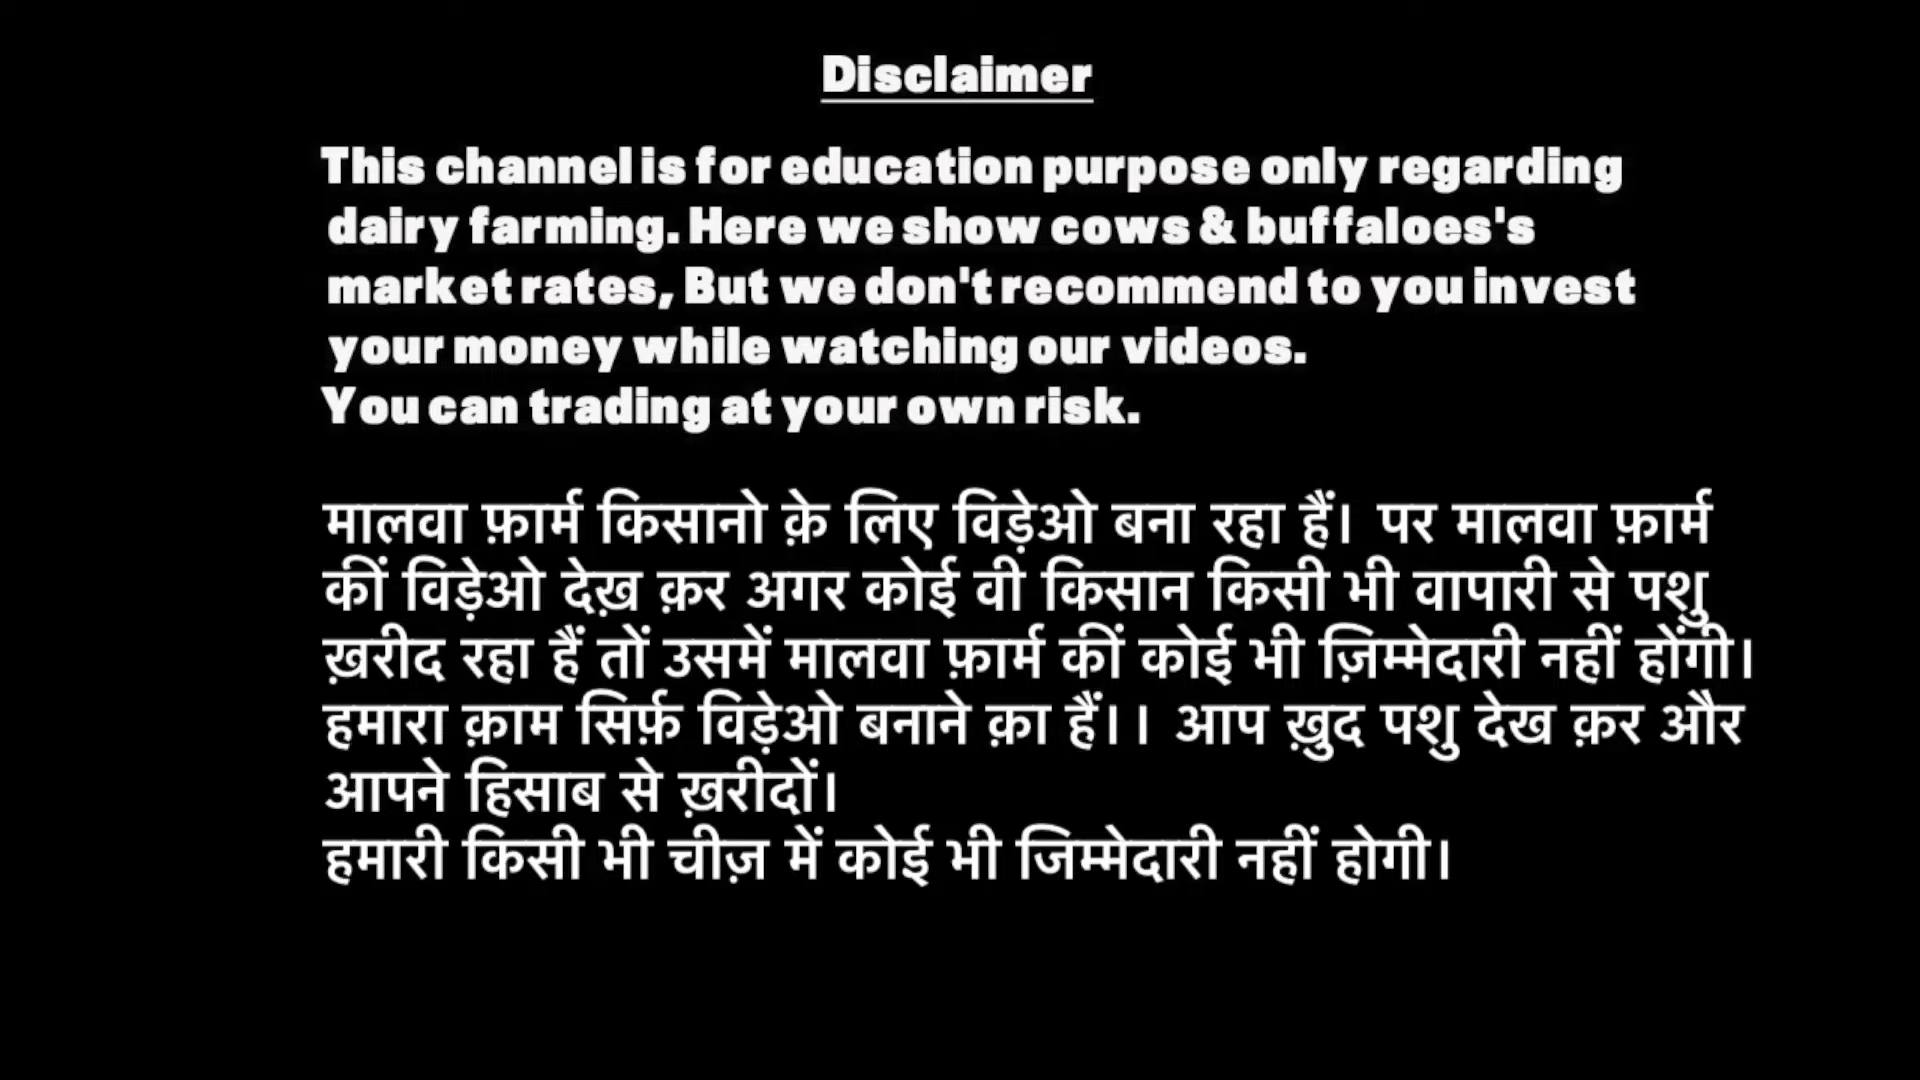 Disclaimer
This channel is for education purpose only regarding
dairy farming. Here we show cows & buffaloes's
market rates, But we don't recommend to you invest
your money while watching our videos.
You can trading at your own risk.
मालवा फ़ार्म किसानो क़े लिए विड़ेओ बना रहा हैं। पर मालवा फ़ार्म
कीं विड़ेओ देख़ क़र अगर कोई वी किसान किसी भी वापारी से पशु
ख़रीद रहा हैं तों उसमें मालवा फ़ार्म कीं कोई भी ज़िम्मेदारी नहीं होंगी।
हमारा क़ाम सिर्फ़ विड़ेओ बनाने क़ा हैं।। आप ख़ुद पशु देख क़र और
आपने हिसाब से ख़रीदों।
हमारी किसी भी चीज़ में कोई भी जिम्मेदारी नहीं होगी।